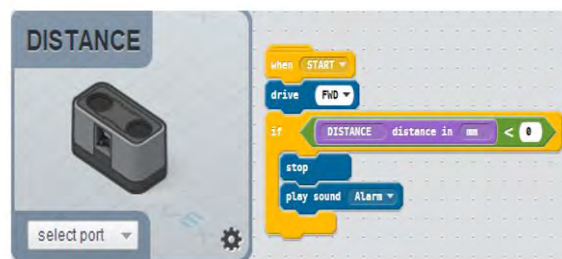 DISTANCE
select port
when START
drive FWD
if DISTANCE distance in mm < 0
stop
play sound Alarm